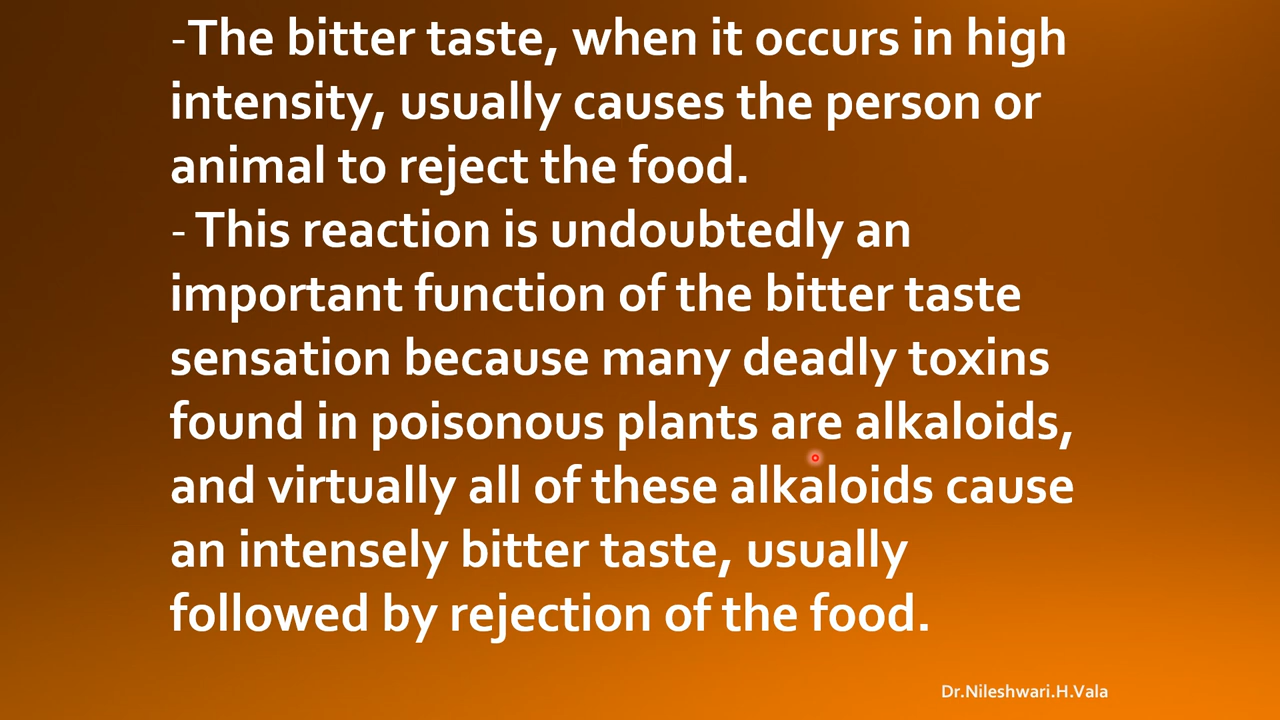 -The bitter taste, when it occurs in high
intensity, usually causes the person or
animal to reject the food.
- This reaction is undoubtedly an
important function of the bitter taste
sensation because many deadly toxins
found in poisonous plants are alkaloids,
and virtually all of these alkaloids cause
an intensely bitter taste, usually
followed by rejection of the food.
Dr.Nileshwari.H.Vala